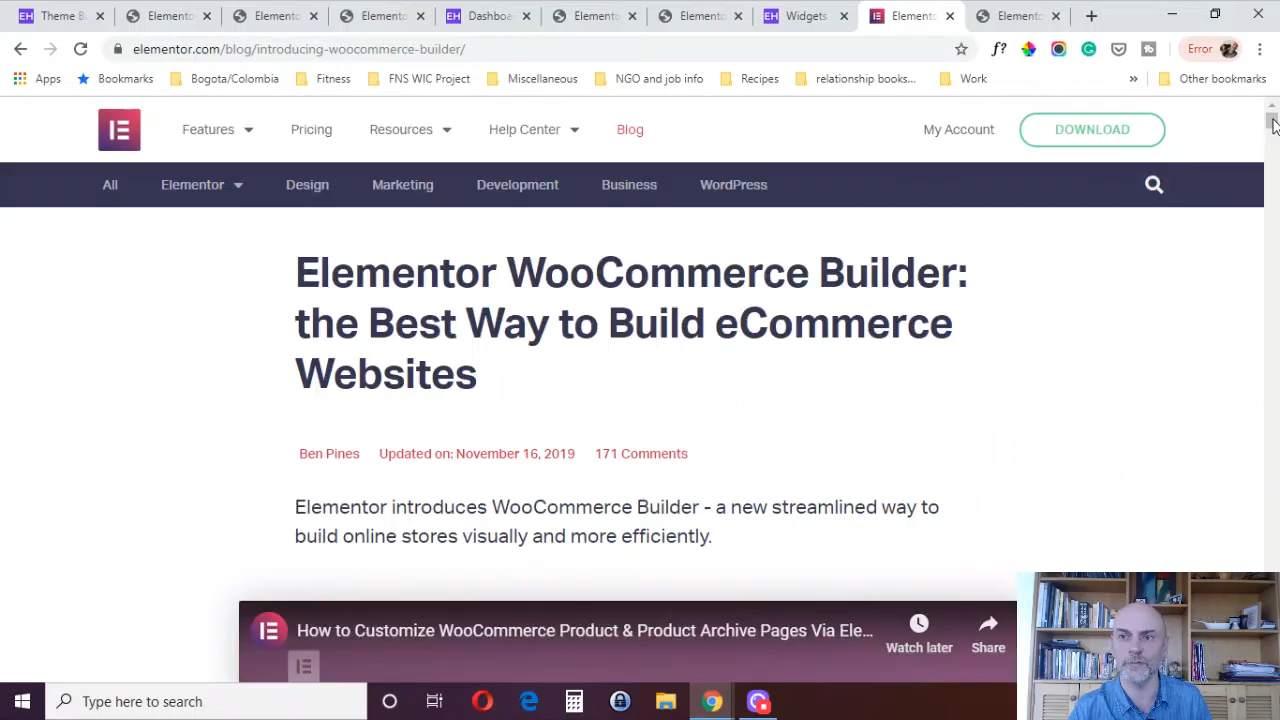 Theme B
Elemento
Elemento
Elemento
Dashbo
Elemento
Elemento
Widgets
Elemento
Elemento
elementor.com/blog/introducing-woocommerce-builder/
f?
Error
Apps
Bookmarks
Bogota/Colombia
Fitness
FNS WIC Project
Miscellaneous
NGO and job info
Recipes
relationship books...
Work
»
Other bookmarks
Features
Pricing
Resources
Help Center
Blog
My Account
DOWNLOAD
All
Elementor
Design
Marketing
Development
Business
WordPress
Elementor WooCommerce Builder:
the Best Way to Build eCommerce
Websites
Ben Pines
Updated on: November 16, 2019
171 Comments
Elementor introduces WooCommerce Builder - a new streamlined way to
build online stores visually and more efficiently.
How to Customize WooCommerce Product & Product Archive Pages Via Ele...
Watch later
Share
Type here to search